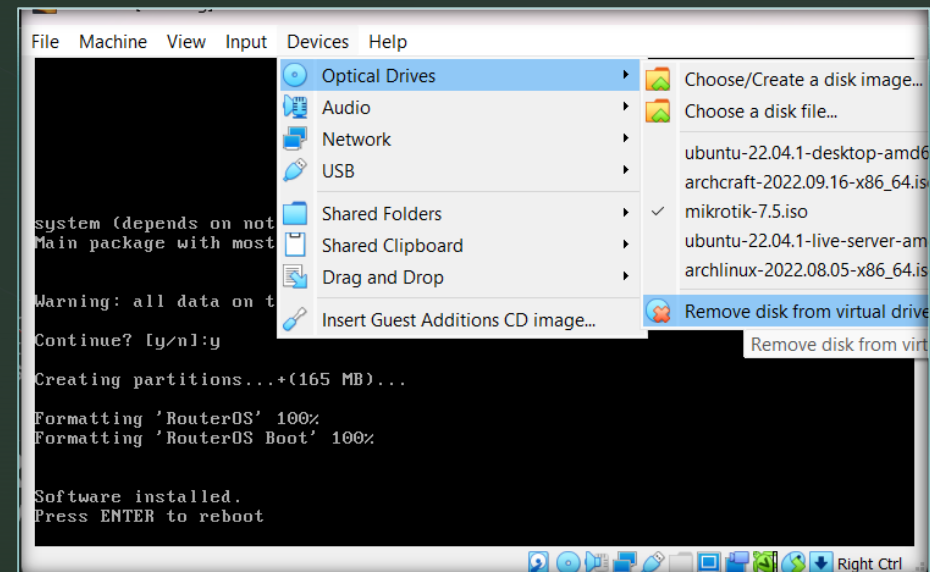 File Machine View Input Devices Help
Optical Drives
Audio
Network
USB
Shared Folders
Shared Clipboard
Drag and Drop
Insert Guest Additions CD image...
Choose/Create a disk image...
Choose a disk file...
ubuntu-22.04.1-desktop-amd6
archcraft-2022.09.16-x86_64.is
mikrotik-7.5.iso
ubuntu-22.04.1-live-server-am
archlinux-2022.08.05-x86_64.is
Remove disk from virtual drive
Remove disk from virt
system (depends on not
Main package with most
Warning: all data on t
Continue? [y/n]:y
Creating partitions...+(165 MB)...
Formatting 'RouterOS' 100%
Formatting 'RouterOS Boot' 100%
Software installed.
Press ENTER to reboot
Right Ctrl